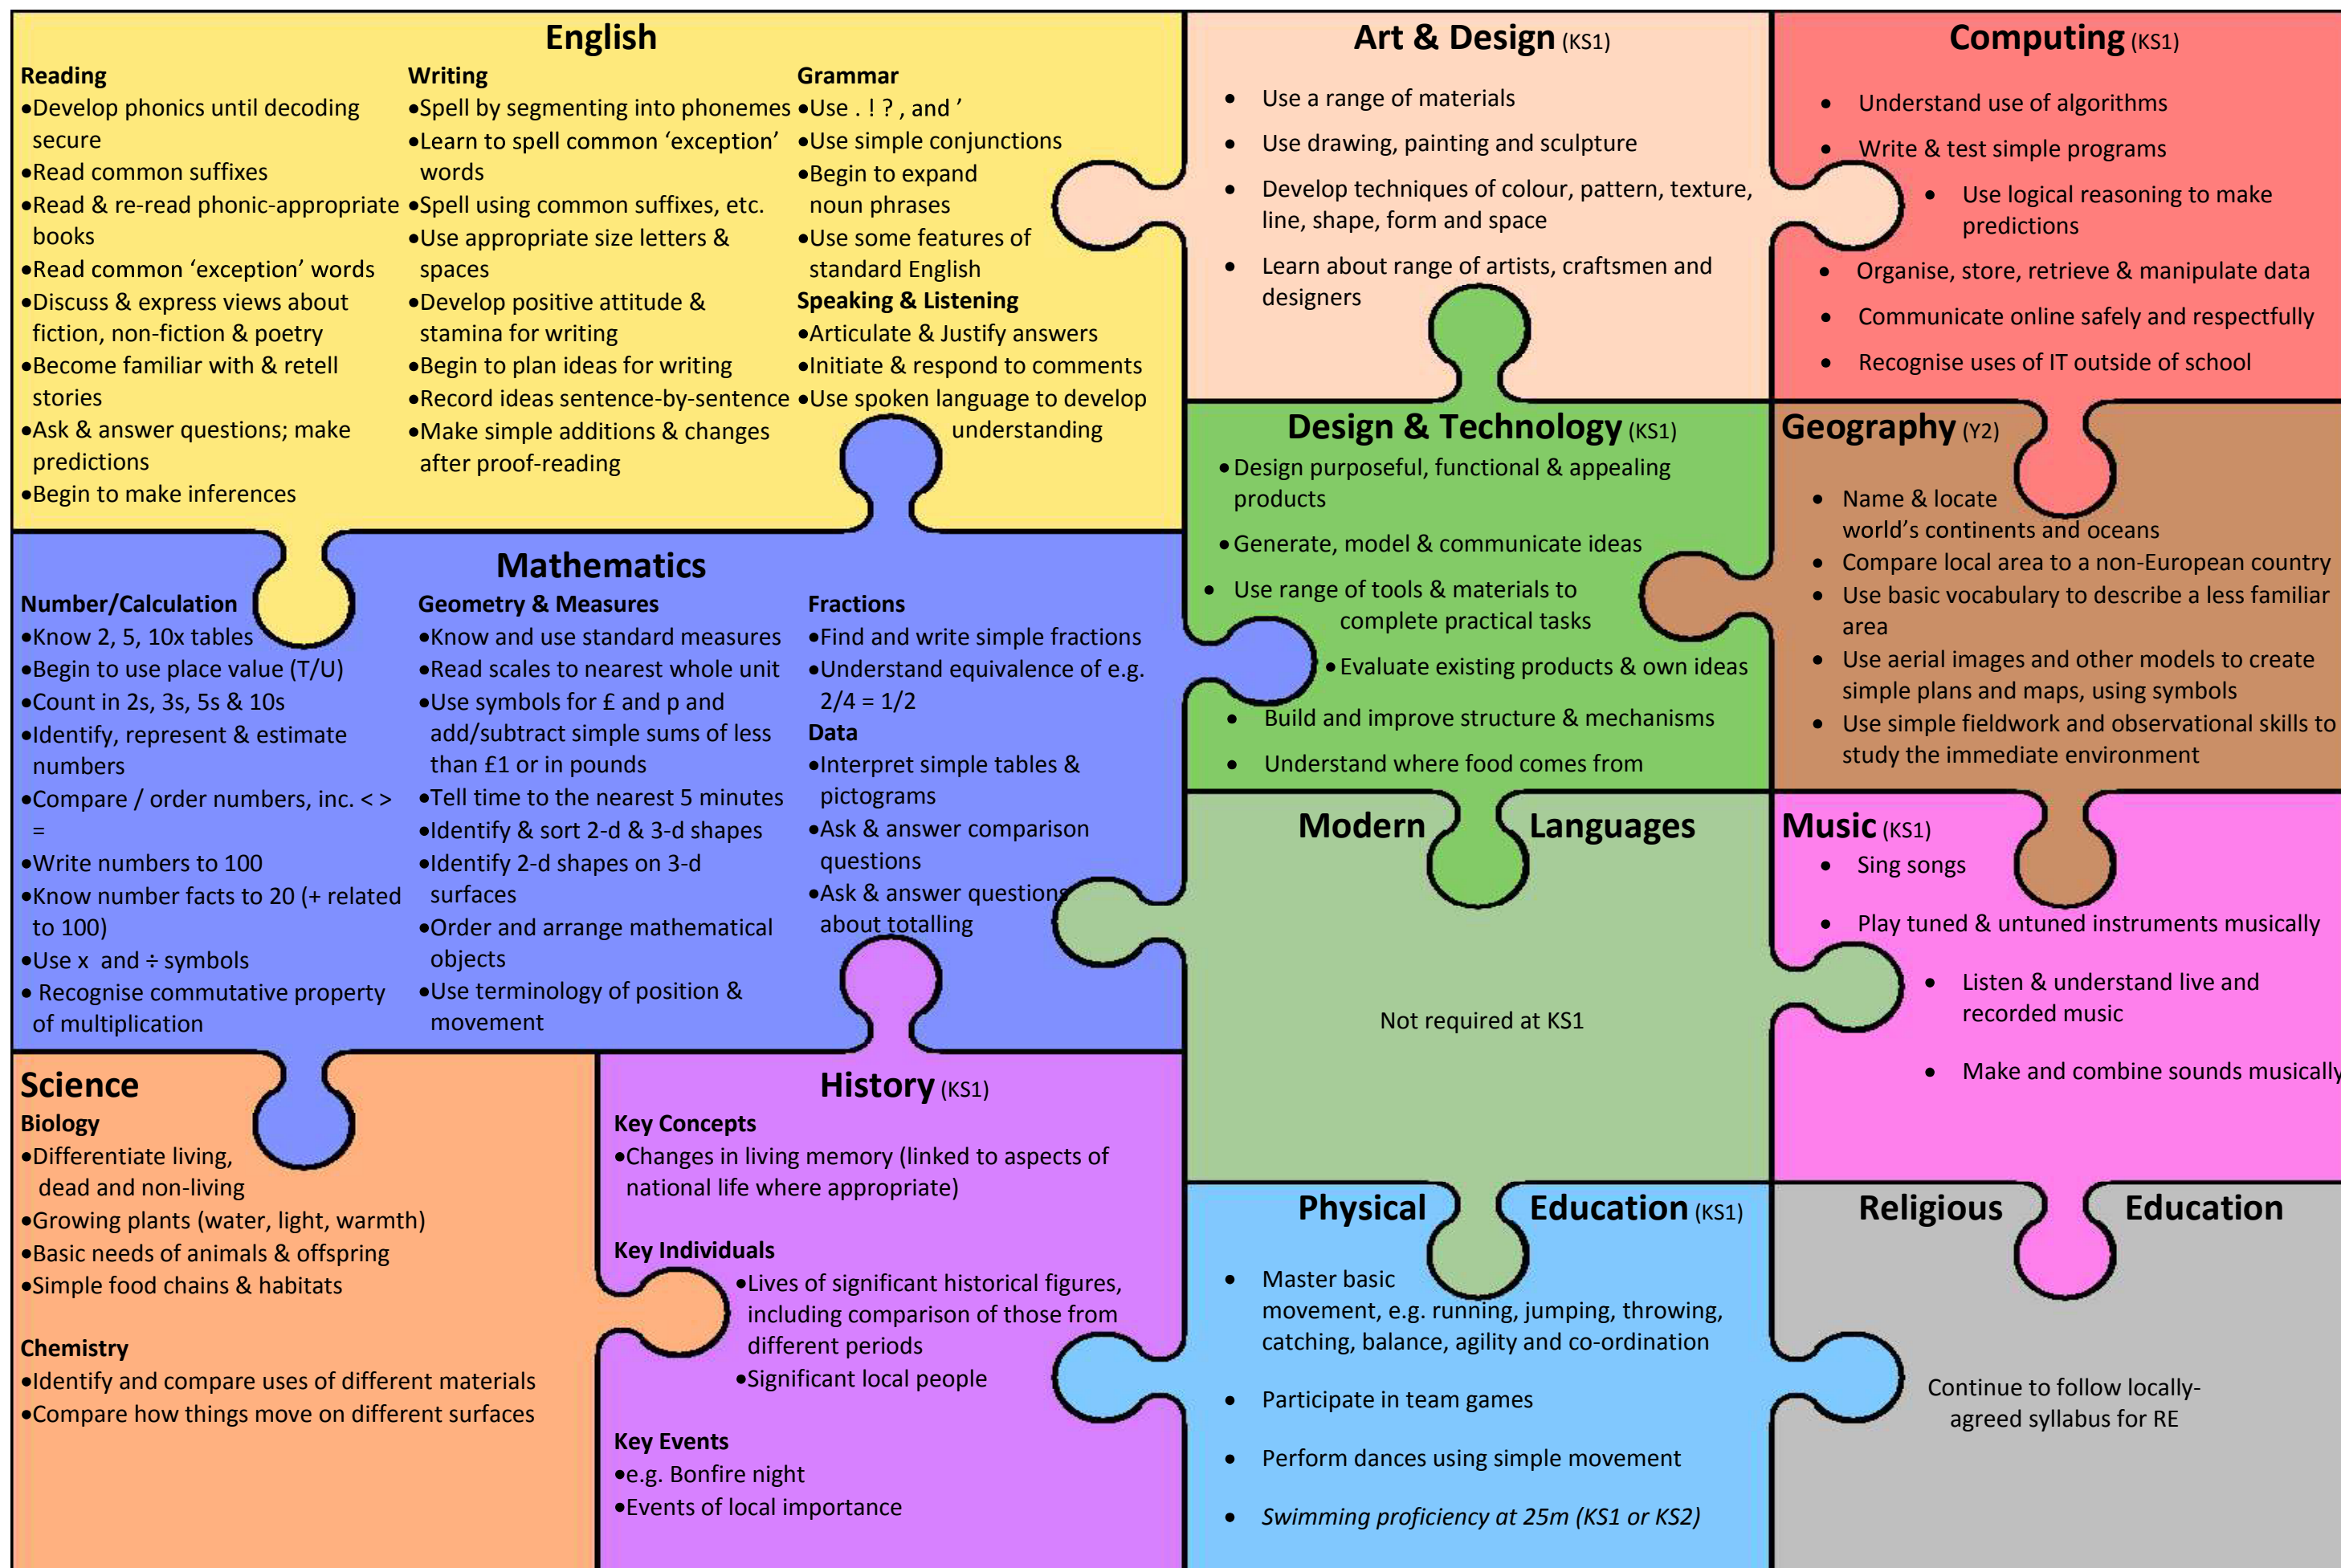 English
Reading
•Develop phonics until decoding
secure
•Read common suffixes
•Read & re-read phonic-appropriate
books
•Read common ‘exception’ words
•Discuss & express views about
fiction, non-fiction & poetry
•Become familiar with & retell
stories
•Ask & answer questions; make
predictions
•Begin to make inferences
Writing
•Spell by segmenting into phonemes
•Learn to spell common ‘exception’
words
•Spell using common suffixes, etc.
•Use appropriate size letters &
spaces
•Develop positive attitude &
stamina for writing
•Begin to plan ideas for writing
•Record ideas sentence-by-sentence
•Make simple additions & changes
after proof-reading
Grammar
•Use . ! ? , and ’
•Use simple conjunctions
•Begin to expand
noun phrases
•Use some features of
standard English
Speaking & Listening
•Articulate & Justify answers
•Initiate & respond to comments
•Use spoken language to develop
understanding
Art & Design (KS1)
• Use a range of materials
• Use drawing, painting and sculpture
• Develop techniques of colour, pattern, texture,
line, shape, form and space
• Learn about range of artists, craftsmen and
designers
Computing (KS1)
• Understand use of algorithms
• Write & test simple programs
• Use logical reasoning to make
predictions
• Organise, store, retrieve & manipulate data
• Communicate online safely and respectfully
• Recognise uses of IT outside of school
Mathematics
Number/Calculation
•Know 2, 5, 10x tables
•Begin to use place value (T/U)
•Count in 2s, 3s, 5s & 10s
•Identify, represent & estimate
numbers
•Compare / order numbers, inc. < >
=
•Write numbers to 100
•Know number facts to 20 (+ related
to 100)
•Use x and ÷ symbols
• Recognise commutative property
of multiplication
Geometry & Measures
•Know and use standard measures
•Read scales to nearest whole unit
•Use symbols for £ and p and
add/subtract simple sums of less
than £1 or in pounds
•Tell time to the nearest 5 minutes
•Identify & sort 2-d & 3-d shapes
•Identify 2-d shapes on 3-d
surfaces
•Order and arrange mathematical
objects
•Use terminology of position &
movement
Fractions
•Find and write simple fractions
•Understand equivalence of e.g.
2/4 = 1/2
Data
•Interpret simple tables &
pictograms
•Ask & answer comparison
questions
•Ask & answer questions
about totalling
Design & Technology (KS1)
• Design purposeful, functional & appealing
products
• Generate, model & communicate ideas
• Use range of tools & materials to
complete practical tasks
• Evaluate existing products & own ideas
• Build and improve structure & mechanisms
• Understand where food comes from
Geography (Y2)
• Name & locate
world’s continents and oceans
• Compare local area to a non-European country
• Use basic vocabulary to describe a less familiar
area
• Use aerial images and other models to create
simple plans and maps, using symbols
• Use simple fieldwork and observational skills to
study the immediate environment
Modern Languages
Not required at KS1
Music (KS1)
• Sing songs
• Play tuned & untuned instruments musically
• Listen & understand live and
recorded music
• Make and combine sounds musically
Science
Biology
•Differentiate living,
dead and non-living
•Growing plants (water, light, warmth)
•Basic needs of animals & offspring
•Simple food chains & habitats
Chemistry
•Identify and compare uses of different materials
•Compare how things move on different surfaces
History (KS1)
Key Concepts
•Changes in living memory (linked to aspects of
national life where appropriate)
Key Individuals
•Lives of significant historical figures,
including comparison of those from
different periods
•Significant local people
Key Events
•e.g. Bonfire night
•Events of local importance
Physical Education (KS1)
• Master basic
movement, e.g. running, jumping, throwing,
catching, balance, agility and co-ordination
• Participate in team games
• Perform dances using simple movement
• Swimming proficiency at 25m (KS1 or KS2)
Religious Education
Continue to follow locally-
agreed syllabus for RE